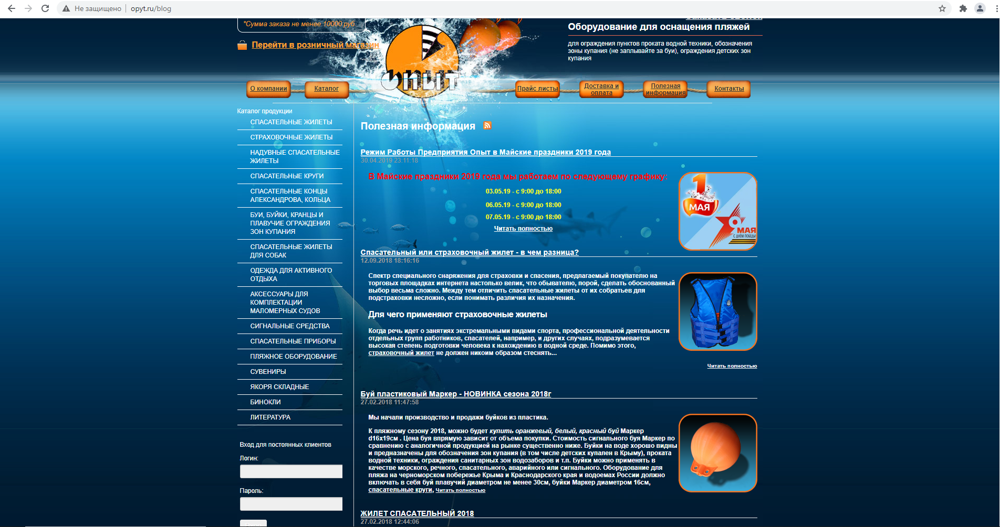 Не защищено
opyt.ru/blog
*Сумма заказа не менее 10000 руб
Перейти в розничный магазин
опыт
Оборудование для оснащения пляжей
для ограждения пунктов проката водной техники, обозначения
зоны купания (не заплывайте за буи), ограждения детских зон
купания
О компании
Каталог
Прайс листы
Доставка и
оплата
Полезная
информация
Контакты
Каталог продукции
СПАСАТЕЛЬНЫЕ ЖИЛЕТЫ
СТРАХОВОЧНЫЕ ЖИЛЕТЫ
НАДУВНЫЕ СПАСАТЕЛЬНЫЕ
ЖИЛЕТЫ
СПАСАТЕЛЬНЫЕ КРУГИ
СПАСАТЕЛЬНЫЕ КОНЦЫ
АЛЕКСАНДРОВА, КОЛЬЦА
БУИ, БУЙКИ, КРАНЦЫ И
ПЛАВУЧИЕ ОГРАЖДЕНИЯ
ЗОН КУПАНИЯ
СПАСАТЕЛЬНЫЕ ЖИЛЕТЫ
ДЛЯ СОБАК
ОДЕЖДА ДЛЯ АКТИВНОГО
ОТДЫХА
АКСЕССУАРЫ ДЛЯ
КОМПЛЕКТАЦИИ
МАЛОМЕРНЫХ СУДОВ
СИГНАЛЬНЫЕ СРЕДСТВА
СПАСАТЕЛЬНЫЕ ПРИБОРЫ
ПЛЯЖНОЕ ОБОРУДОВАНИЕ
СУВЕНИРЫ
ЯКОРЯ СКЛАДНЫЕ
БИНОКЛИ
ЛИТЕРАТУРА
Вход для постоянных клиентов
Логин:
Пароль:
Полезная информация
Режим Работы Предприятия Опыт в Майские праздники 2019 года
30.04.2019 23:11:18
В Майские праздники 2019 года мы работаем по следующему графику:
03.05.19 - с 9:00 до 18:00
06.05.19 - с 9:00 до 18:00
07.05.19 - с 9:00 до 18:00
Читать полностью
1
МАЯ
9
МАЯ
С ДНЁМ ПОБЕДЫ
Спасательный или страховочный жилет - в чем разница?
12.09.2018 18:16:16
Спектр специального снаряжения для страховки и спасения, предлагаемый покупателю на
торговых площадках интернета настолько велик, что обывателю, порой, сделать обоснованный
выбор весьма сложно. Между тем отличить спасательные жилеты от их собратьев для
подстраховки несложно, если понимать различия их назначения.
Для чего применяют страховочные жилеты
Когда речь идет о занятиях экстремальными видами спорта, профессиональной деятельности
отдельных групп работников, спасателей, например, и других случаях, подразумевается
высокая степень подготовки человека к нахождению в водной среде. Помимо этого,
страховочный жилет не должен никоим образом стеснять...
Читать полностью
Буй пластиковый Маркер - НОВИНКА сезона 2018г
27.02.2018 11:47:58
Мы начали производство и продажи буйков из пластика.
К пляжному сезону 2018, можно будет купить оранжевый, белый, красный буй Маркер
d16х19см . Цена буя впрямую зависит от объема покупки. Стоимость сигнального буя Маркер по
сравнению с аналогичной продукцией на рынке существенно ниже. Буйки на воде хорошо видны
и предназначены для обозначения зон купания (в том числе детских купален в Крыму), проката
водной техники, ограждения санитарных зон водозаборов и т.п. Буйки можно применять в
качестве морского, речного, спасательного, аварийного или сигнального. Оборудование для
пляжа на черноморском побережье Крыма и Краснодарского края и водоемах России должно
включать в себя буй плавучий диаметром не менее 30см, буйки Маркер диаметром 16см,
спасательные круги, Читать полностью
ЖИЛЕТ СПАСАТЕЛЬНЫЙ 2018
27.02.2018 12:44:06